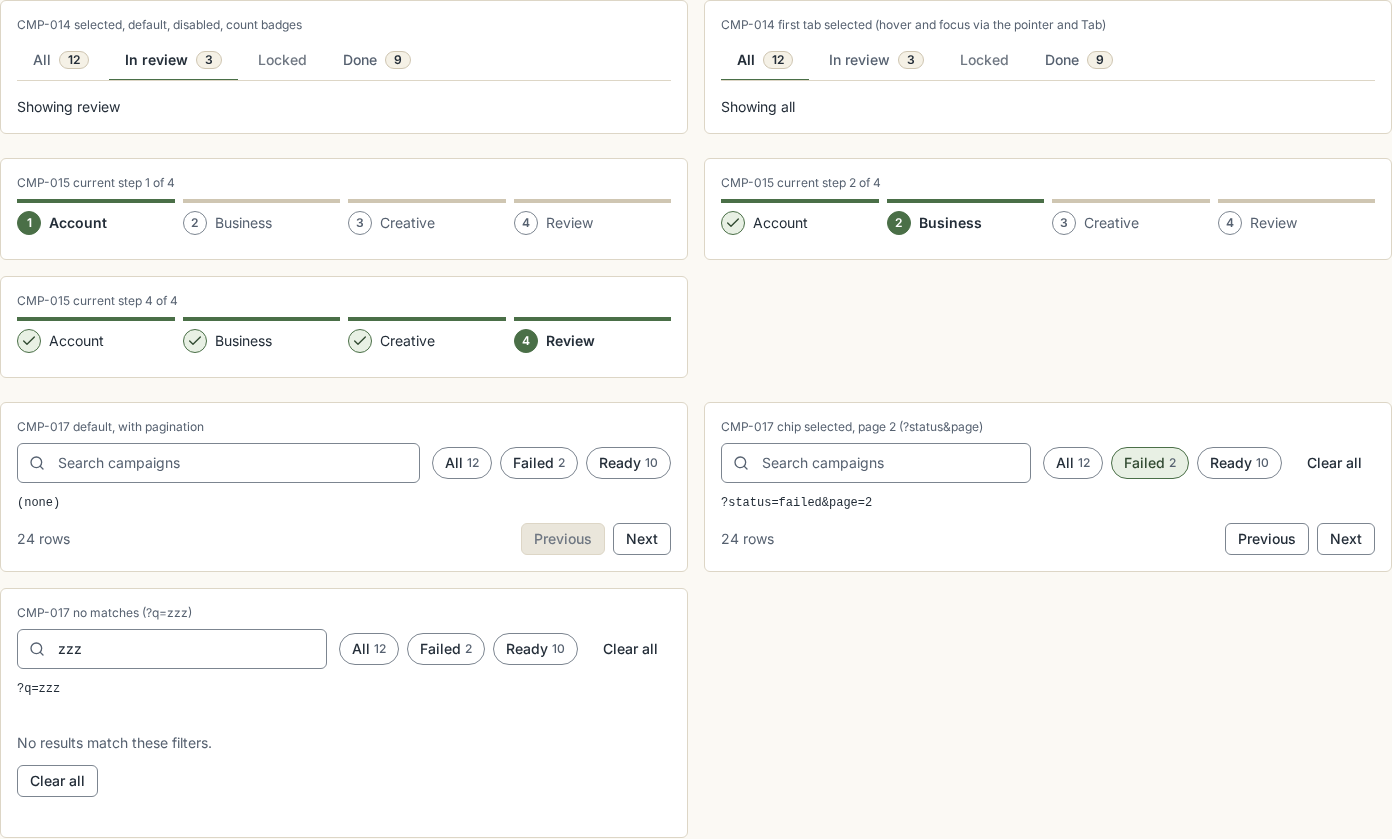 CMP-014 selected, default, disabled, count badges
All 12 In review 3 Locked Done 9
Showing review
CMP-014 first tab selected (hover and focus via the pointer and Tab)
All 12 In review 3 Locked Done 9
Showing all
CMP-015 current step 1 of 4
1 Account 2 Business 3 Creative 4 Review
CMP-015 current step 2 of 4
Account 2 Business 3 Creative 4 Review
CMP-015 current step 4 of 4
Account Business Creative 4 Review
CMP-017 default, with pagination
Search campaigns All 12 Failed 2 Ready 10
(none)
24 rows Previous Next
CMP-017 chip selected, page 2 (?status&page)
Search campaigns All 12 Failed 2 Ready 10 Clear all
?status=failed&page=2
24 rows Previous Next
CMP-017 no matches (?q=zzz)
zzz All 12 Failed 2 Ready 10 Clear all
?q=zzz
No results match these filters.
Clear all